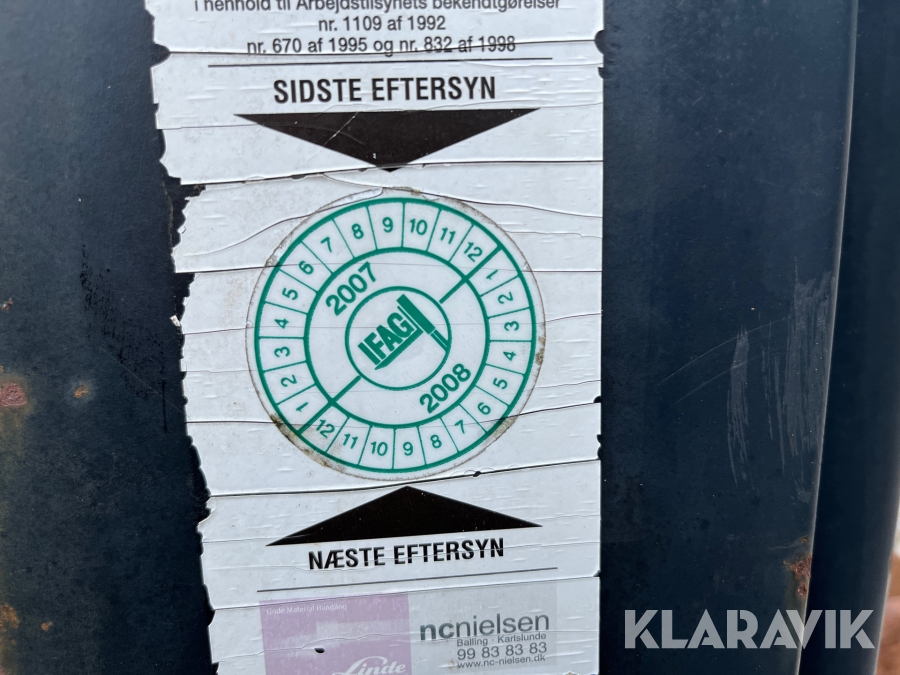 i henhold til Arbejdstilsynets bekendtgørelser
nr. 1109 af 1992
nr. 670 af 1995 og nr. 832 af 1998
SIDSTE EFTERSYN
1 2 3 4 5 6 7 8 9 10 11 12
2007
IFAG
2008
1 2 3 4 5 6 7 8 9 10 11 12
NÆSTE EFTERSYN
Linde Material Handling
Linde
ncnielsen
Balling - Karlslunde
99 83 83 83
www.nc-nielsen.dk
KLARAVIK